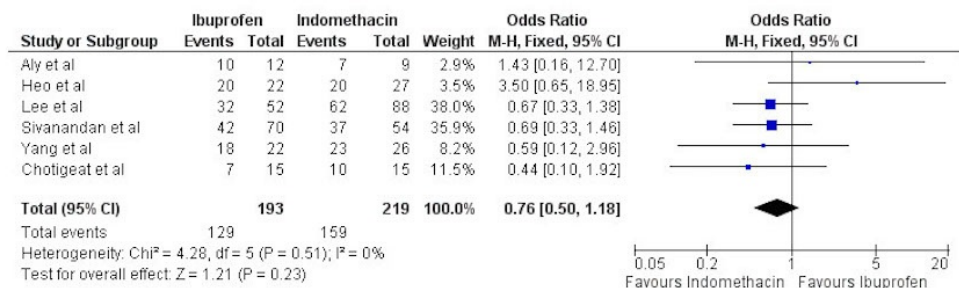 Ibuprofen Indomethacin Odds Ratio Odds Ratio
Study or Subgroup Events Total Events Total Weight M-H, Fixed, 95% CI M-H, Fixed, 95% CI
Aly et al 10 12 7 9 2.9% 1.43 [0.16, 12.70]
Heo et al 20 22 20 27 3.5% 3.50 [0.65, 18.95]
Lee et al 32 52 62 88 38.0% 0.67 [0.33, 1.38]
Sivanandan et al 42 70 37 54 35.9% 0.69 [0.33, 1.46]
Yang et al 18 22 23 26 8.2% 0.59 [0.12, 2.96]
Chotigeat et al 7 15 10 15 11.5% 0.44 [0.10, 1.92]
Total (95% CI) 193 219 100.0% 0.76 [0.50, 1.18]
Total events 129 159
Heterogeneity: Chi² = 4.28, df = 5 (P = 0.51); I² = 0%
Test for overall effect: Z = 1.21 (P = 0.23)
0.05 0.2 1 5 20
Favours Indomethacin Favours Ibuprofen